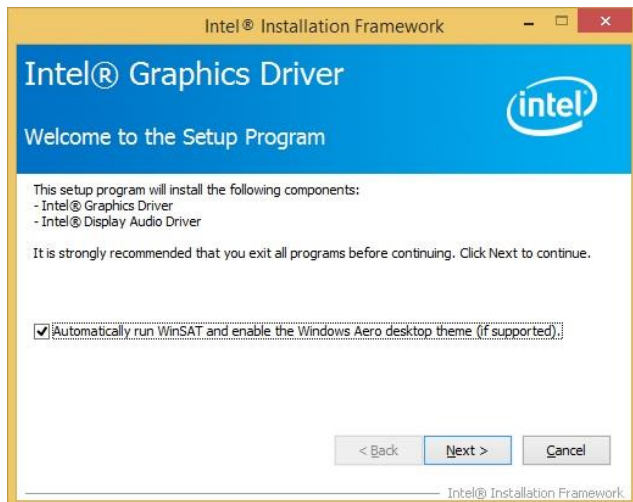 Intel® Installation Framework
Intel® Graphics Driver
intel
Welcome to the Setup Program
This setup program will install the following components:
- Intel® Graphics Driver
- Intel® Display Audio Driver
It is strongly recommended that you exit all programs before continuing. Click Next to continue.
Automatically run WinSAT and enable the Windows Aero desktop theme (if supported).
< Back Next > Cancel
Intel® Installation Framework